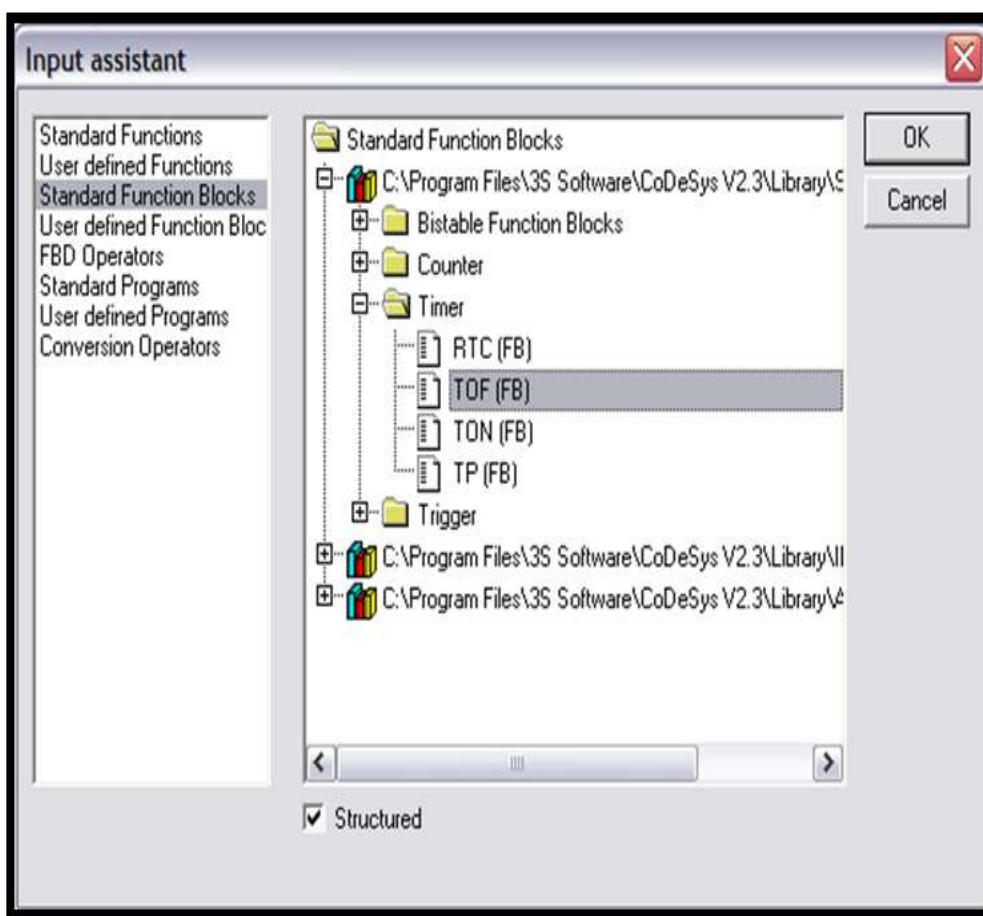 Input assistant
Standard Functions
User defined Functions
Standard Function Blocks
User defined Function Bloc
FBD Operators
Standard Programs
User defined Programs
Conversion Operators
Standard Function Blocks
C:\Program Files\3S Software\CoDeSys V2.3\Library\S
Bistable Function Blocks
Counter
Timer
RTC (FB)
TOF (FB)
TON (FB)
TP (FB)
Trigger
C:\Program Files\3S Software\CoDeSys V2.3\Library\II
C:\Program Files\3S Software\CoDeSys V2.3\Library\A
OK
Cancel
Structured